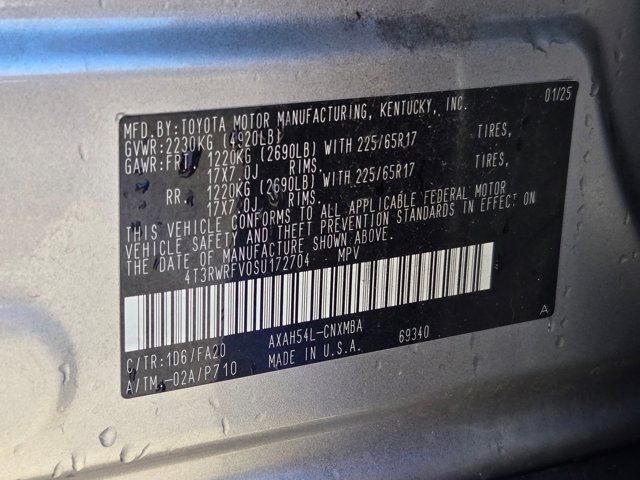 MFD.BY:TOYOTA MOTOR MANUFACTURING, KENTUCKY, INC. 01/25
GVWR:2230KG (4920LB)
GAWR:FRT. 1220KG (2690LB) WITH 225/65R17 TIRES,
17X7.0J RIMS.
RR. 1220KG (2690LB) WITH 225/65R17 TIRES,
17X7.0J RIMS.
THIS VEHICLE CONFORMS TO ALL APPLICABLE FEDERAL MOTOR
VEHICLE SAFETY AND THEFT PREVENTION STANDARDS IN EFFECT ON
THE DATE OF MANUFACTURE SHOWN ABOVE.
4T3RWRFV0SU172704 MPV
C/TR:1D6/FA20 AXAH54L-CNXMBA 69340 A
A/TM:-02A/P710 MADE IN U.S.A.